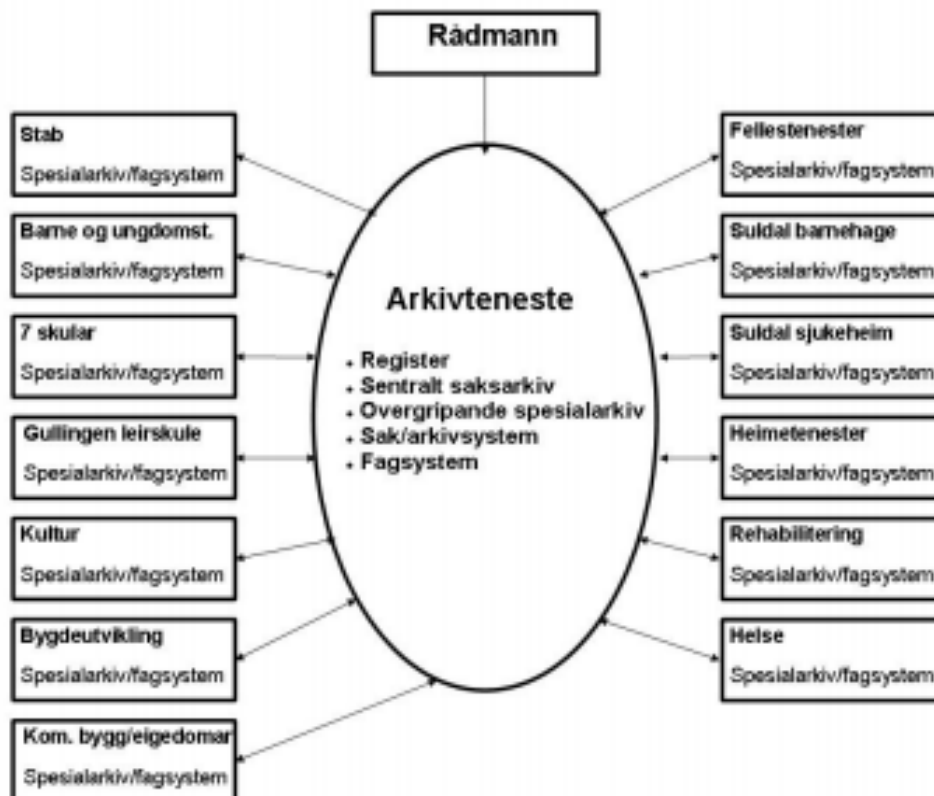 Rådmann
Stab
Spesialarkiv/fagsystem
Barne og ungdomst.
Spesialarkiv/fagsystem
7 skular
Spesialarkiv/fagsystem
Gullingen leirskule
Spesialarkiv/fagsystem
Kultur
Spesialarkiv/fagsystem
Bygdeutvikling
Spesialarkiv/fagsystem
Kom. bygg/eigedomar
Spesialarkiv/fagsystem
Arkivteneste
Register
Sentralt saksarkiv
Overgripande spesialarkiv
Sak/arkivsystem
Fagsystem
Fellestenester
Spesialarkiv/fagsystem
Suldal barnehage
Spesialarkiv/fagsystem
Suldal sjukeheim
Spesialarkiv/fagsystem
Heimetenester
Spesialarkiv/fagsystem
Rehabilitering
Spesialarkiv/fagsystem
Helse
Spesialarkiv/fagsystem